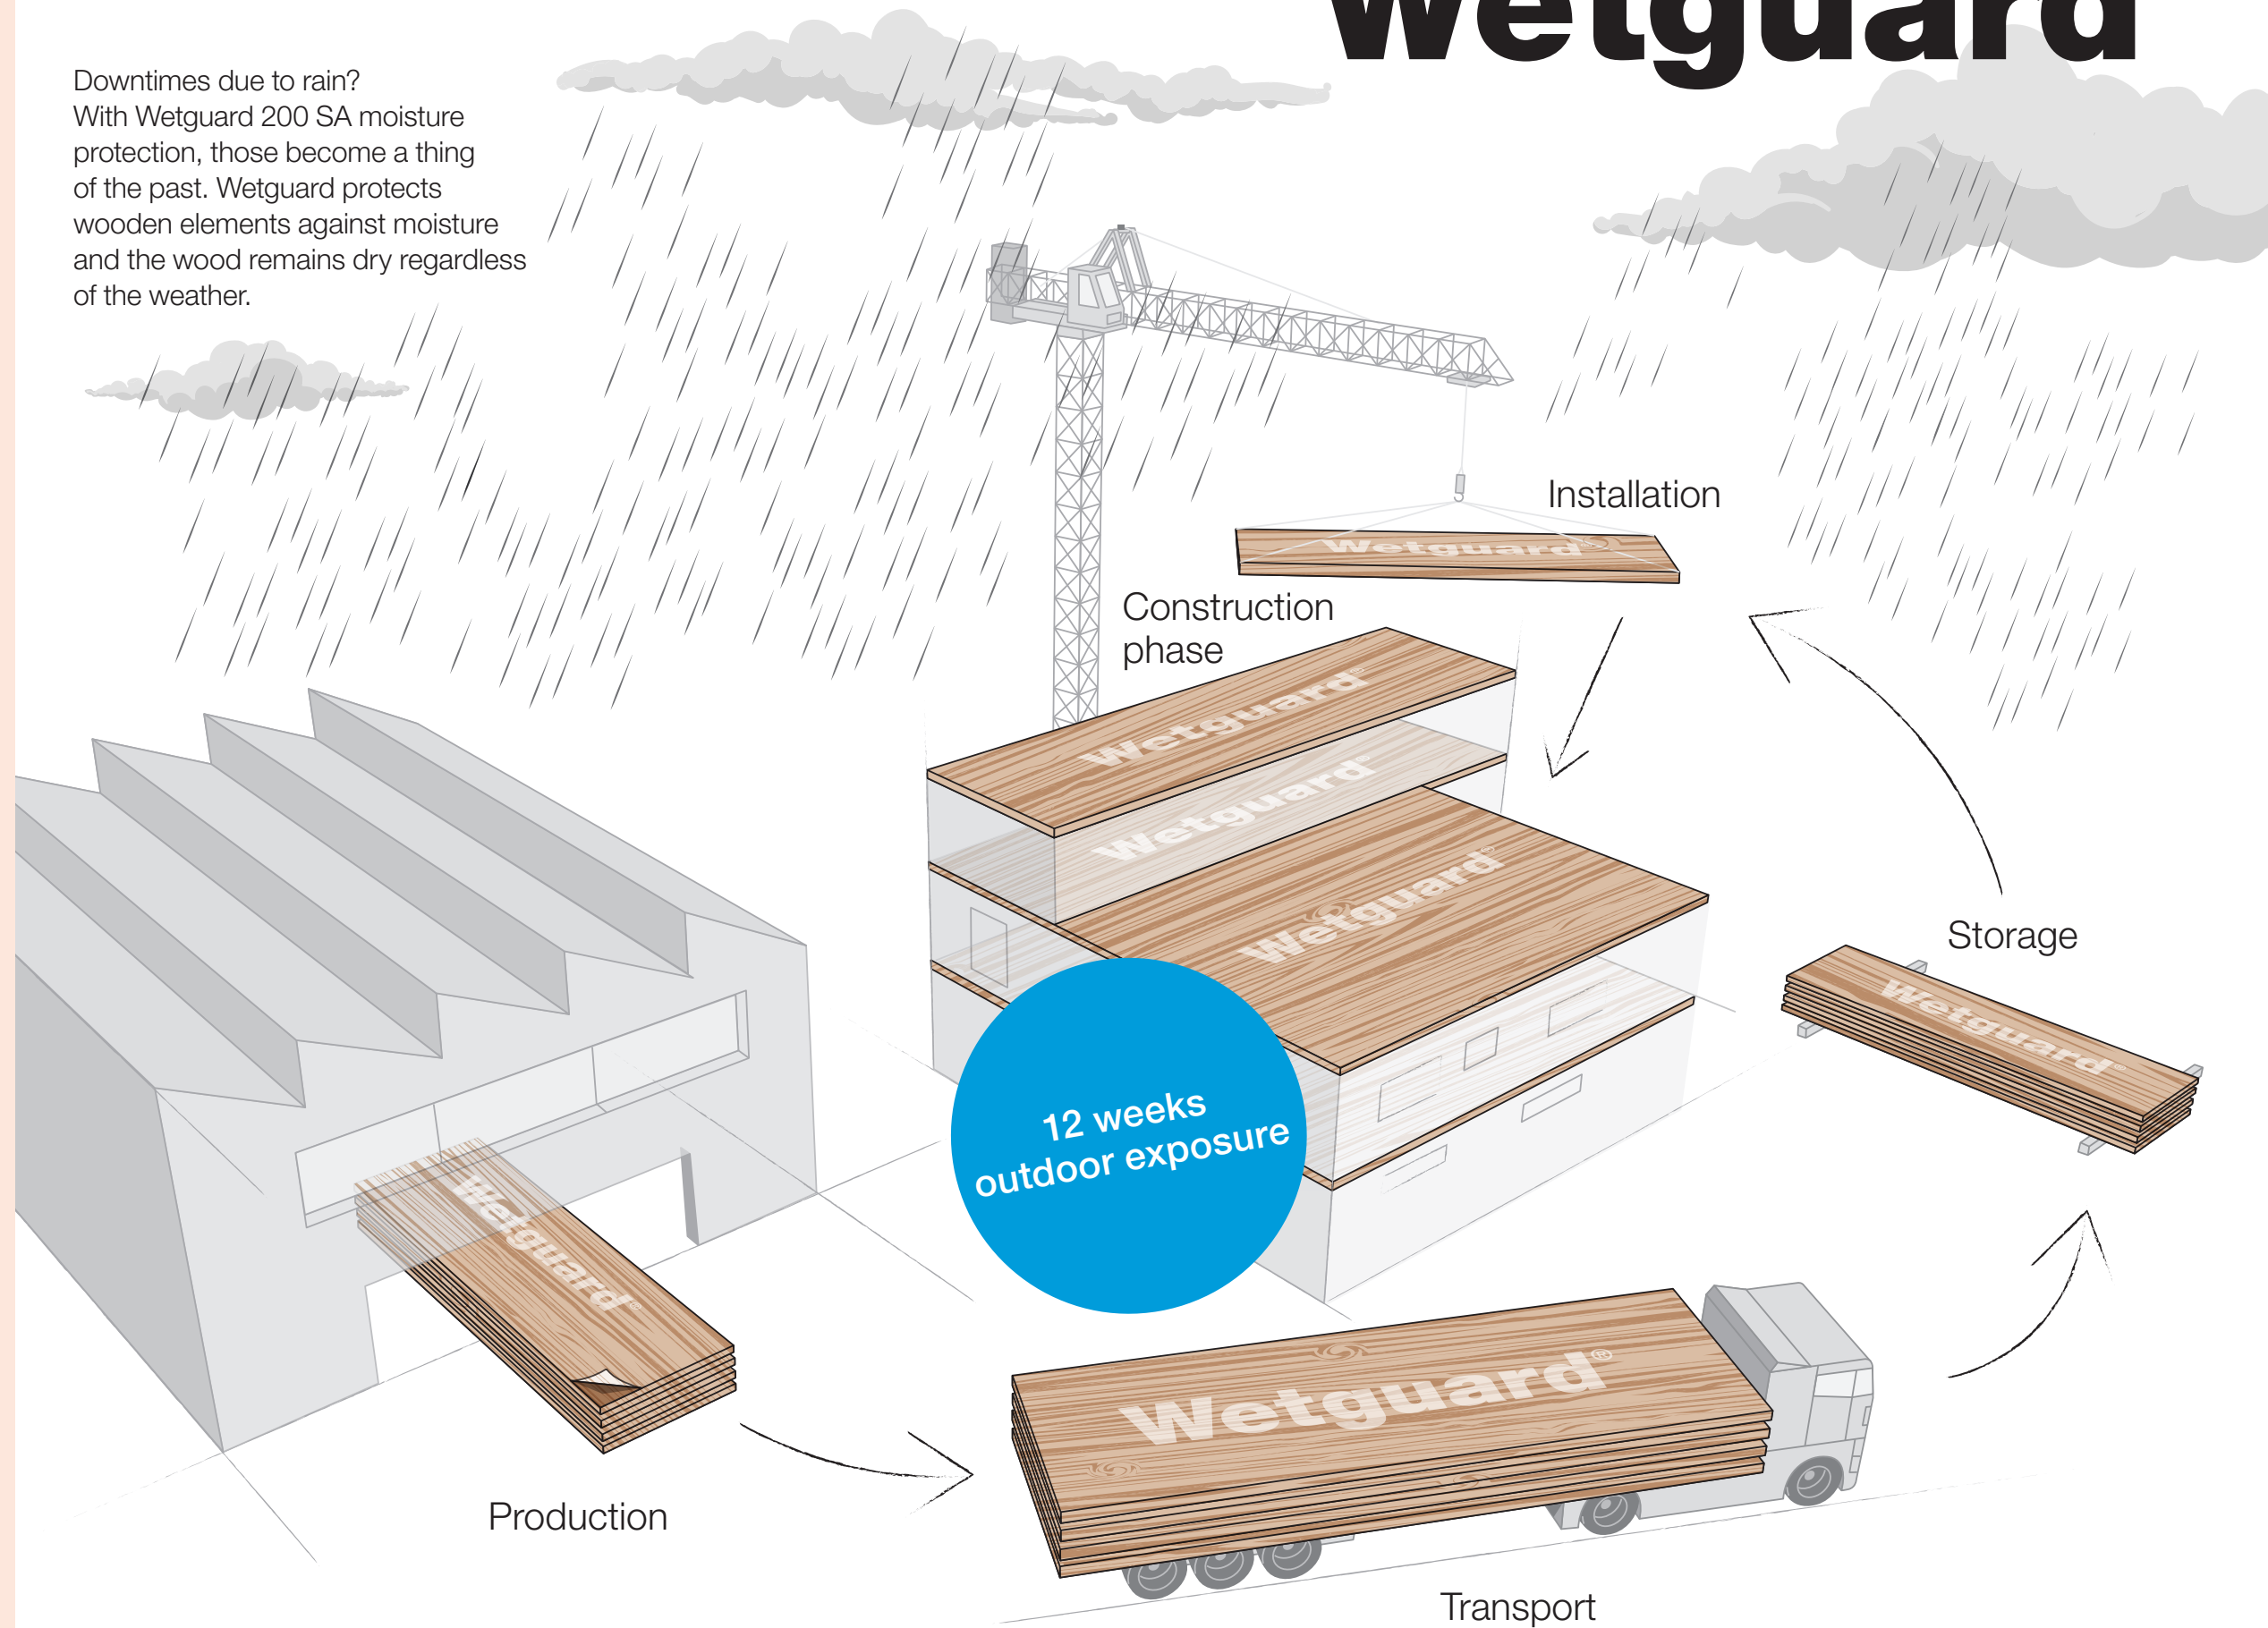 Wetguard
Downtimes due to rain?
With Wetguard 200 SA moisture
protection, those become a thing
of the past. Wetguard protects
wooden elements against moisture
and the wood remains dry regardless
of the weather.
Installation
Wetguard®
Construction
phase
Wetguard®
Wetguard®
Wetguard®
Storage
Wetguard®
12 weeks
outdoor exposure
Wetguard®
Wetguard®
Production
Transport